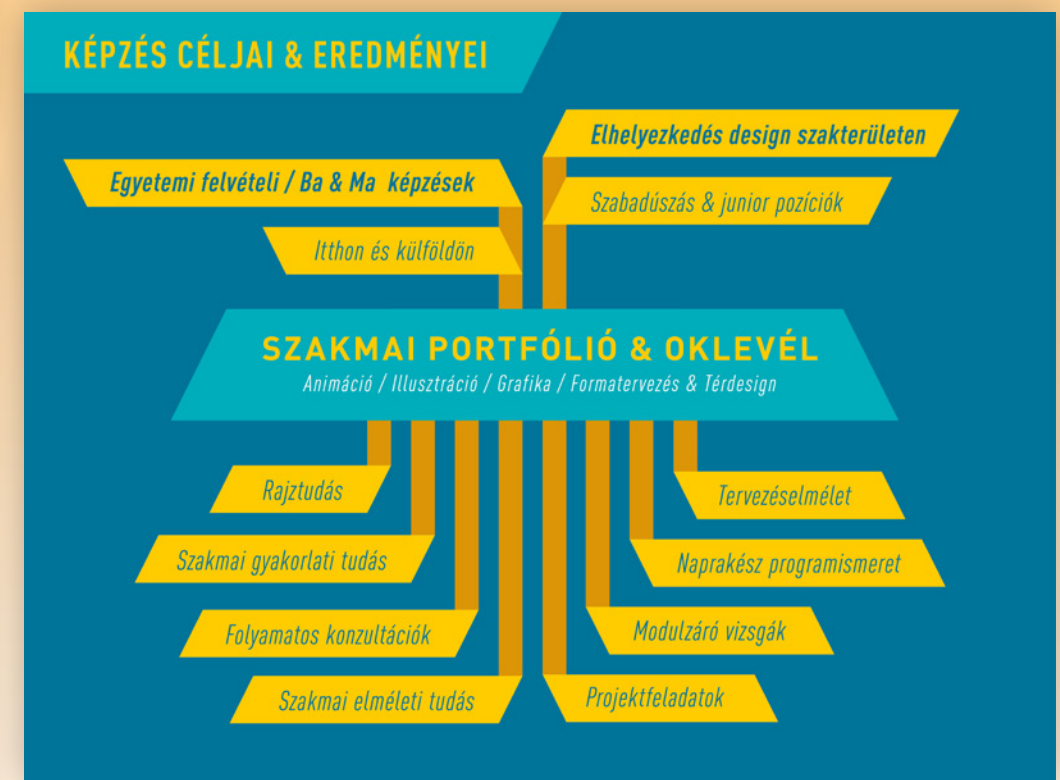 KÉPZÉS CÉLJAI & EREDMÉNYEI
Elhelyezkedés design szakterületen
Egyetemi felvételi / Ba & Ma képzések
Szabadúszás & junior pozíciók
Itthon és külföldön
SZAKMAI PORTFÓLIÓ & OKLEVÉL
Animáció / Illusztráció / Grafika / Formatervezés & Térdesign
Rajztudás
Tervezéselmélet
Szakmai gyakorlati tudás
Naprakész programismeret
Folyamatos konzultációk
Modulzáró vizsgák
Szakmai elméleti tudás
Projektfeladatok